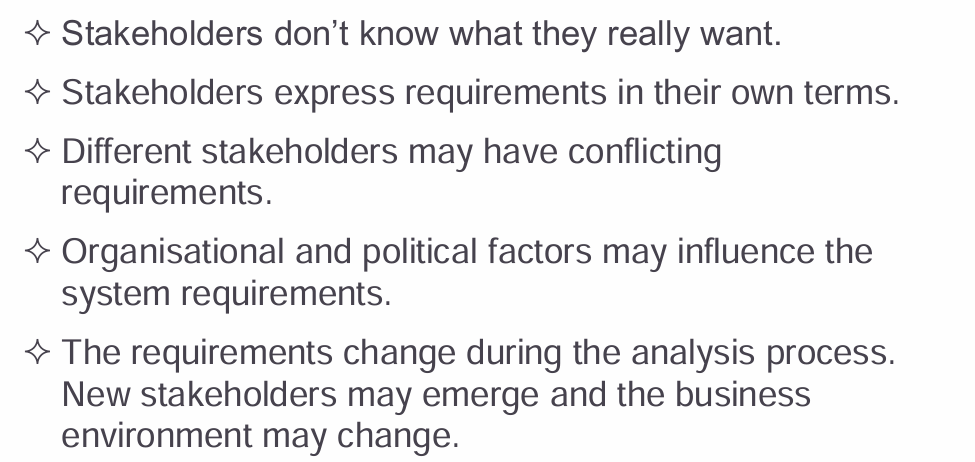 ✧ Stakeholders don’t know what they really want.
✧ Stakeholders express requirements in their own terms.
✧ Different stakeholders may have conflicting
requirements.
✧ Organisational and political factors may influence the
system requirements.
✧ The requirements change during the analysis process.
New stakeholders may emerge and the business
environment may change.